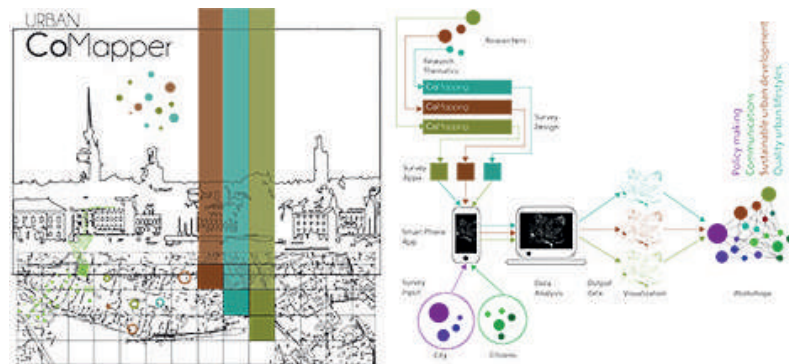 URBAN
CoMapper
Researchers
Research
Thematics
CoMapping
CoMapping
CoMapping
Survey
Design
Survey
Apps
Smart Phone
App
Survey
Input
City
Citizens
Data
Analysis
Output
Data
Visualization
Workshops
Policy making
Communications
Sustainable urban development
Quality urban lifestyles